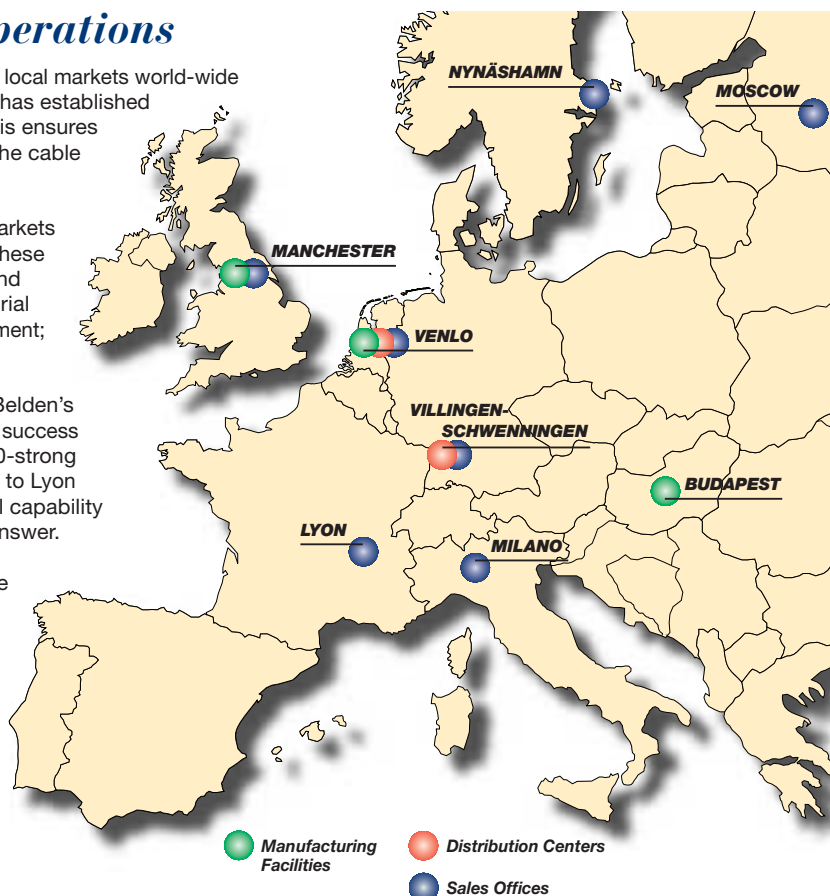 perations
local markets world-wide
has established
is ensures
he cable
arkets
hese
nd
rial
ment;
Belden's
success
0-strong
to Lyon
l capability
nswer.
e
NYNÄSHAMN
MOSCOW
MANCHESTER
VENLO
VILLINGEN-
SCHWENNINGEN
BUDAPEST
LYON
MILANO
Manufacturing
Facilities
Distribution Centers
Sales Offices